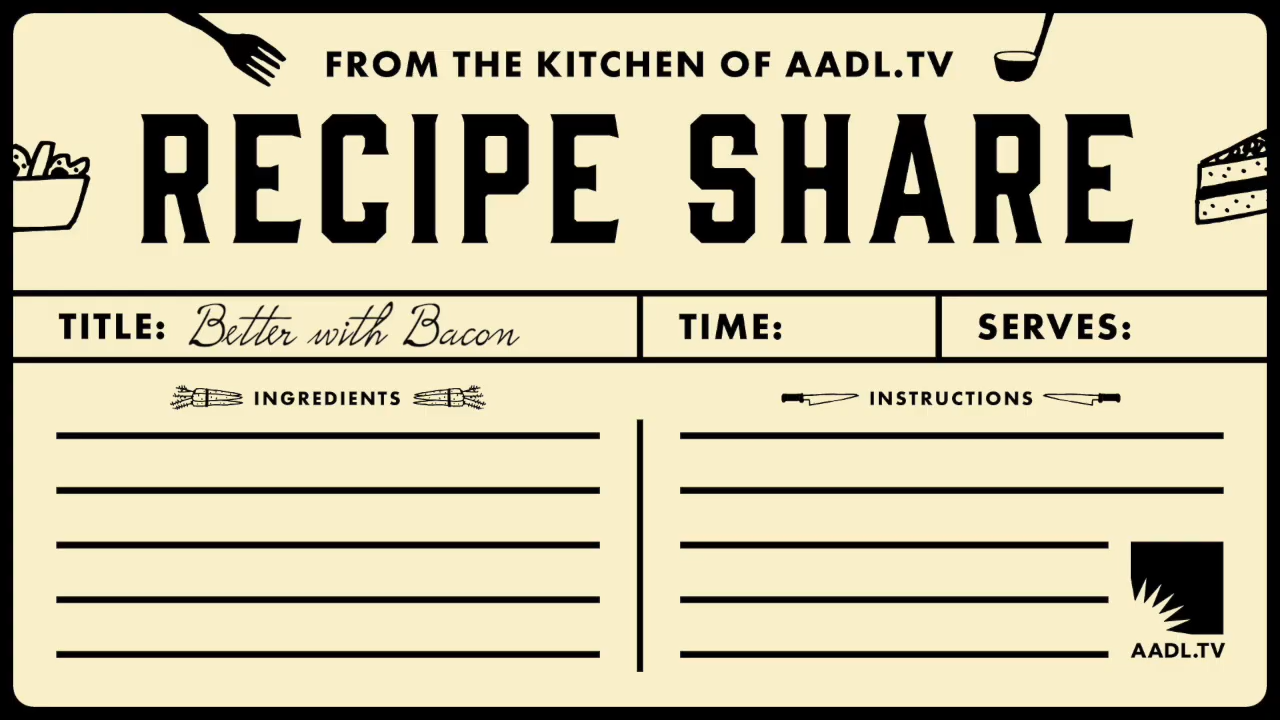 FROM THE KITCHEN OF AADL.TV
RECIPE SHARE
TITLE: Better with Bacon
TIME:
SERVES:
INGREDIENTS
INSTRUCTIONS
AADL.TV